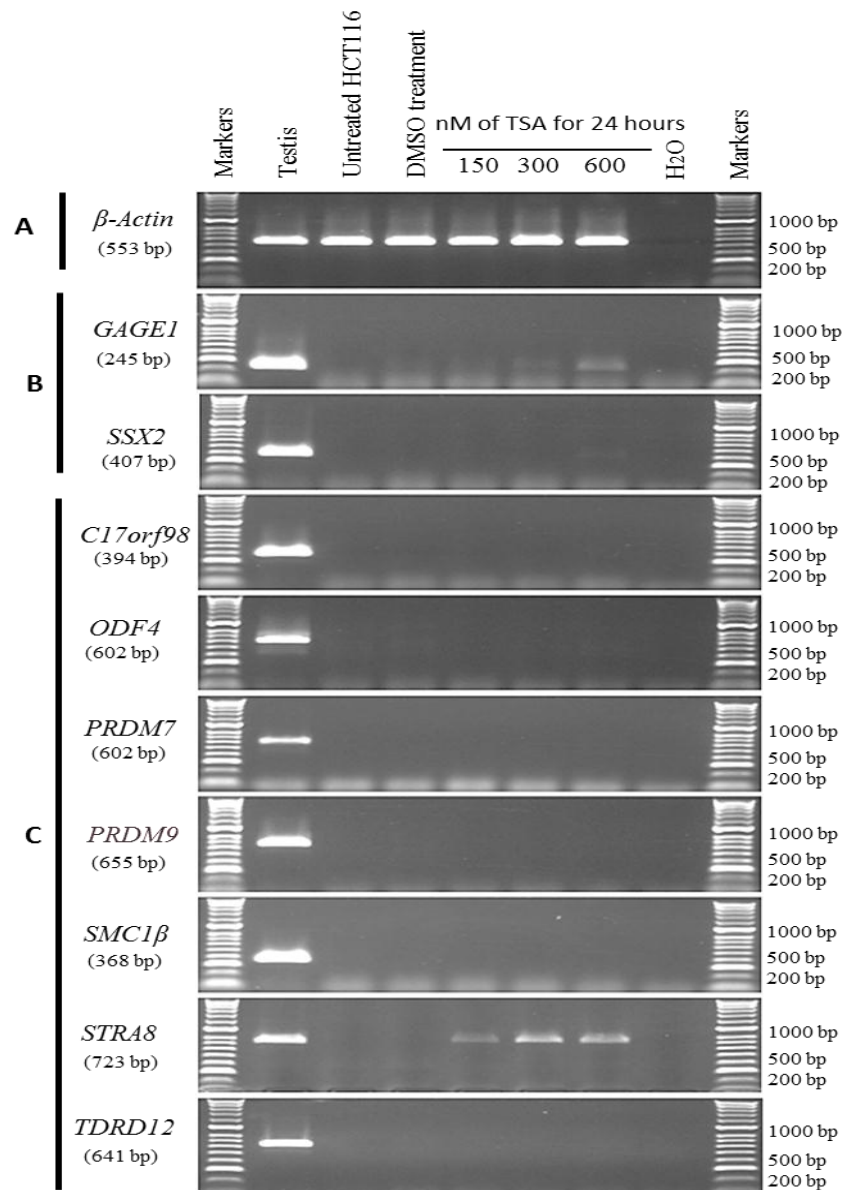 Markers
Testis
Untreated HCT116
DMSO treatment
nM of TSA for 24 hours
150 300 600
H2O
Markers
A
β-Actin
(553 bp)
1000 bp
500 bp
200 bp
B
GAGE1
(245 bp)
1000 bp
500 bp
200 bp
SSX2
(407 bp)
1000 bp
500 bp
200 bp
C
C17orf98
(394 bp)
1000 bp
500 bp
200 bp
ODF4
(602 bp)
1000 bp
500 bp
200 bp
PRDM7
(602 bp)
1000 bp
500 bp
200 bp
PRDM9
(655 bp)
1000 bp
500 bp
200 bp
SMC1β
(368 bp)
1000 bp
500 bp
200 bp
STRA8
(723 bp)
1000 bp
500 bp
200 bp
TDRD12
(641 bp)
1000 bp
500 bp
200 bp